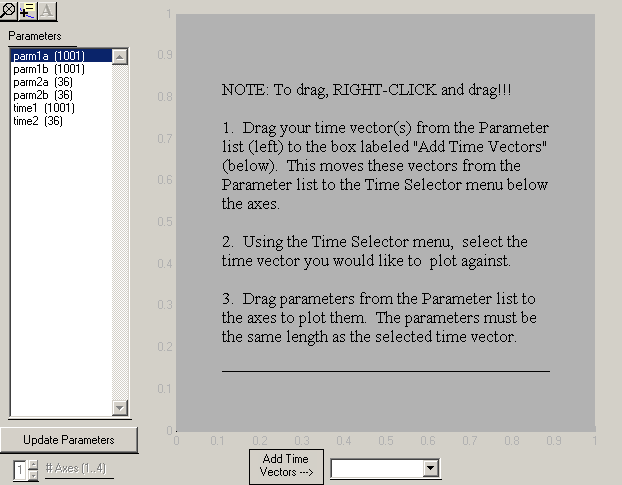 A
Parameters
parm1a (1001)
parm1b (1001)
parm2a (36)
parm2b (36)
time1 (1001)
time2 (36)
Update Parameters
1 # Axes (1..4)
1
0.9
0.8
0.7
0.6
0.5
0.4
0.3
0.2
0.1
0
NOTE: To drag, RIGHT-CLICK and drag!!!
1. Drag your time vector(s) from the Parameter
list (left) to the box labeled "Add Time Vectors"
(below). This moves these vectors from the
Parameter list to the Time Selector menu below
the axes.
2. Using the Time Selector menu, select the
time vector you would like to plot against.
3. Drag parameters from the Parameter list to
the axes to plot them. The parameters must be
the same length as the selected time vector.
0 0.1 0.2 0.3 0.4 0.5 0.6 0.7 0.8 0.9 1
Add Time
Vectors --->